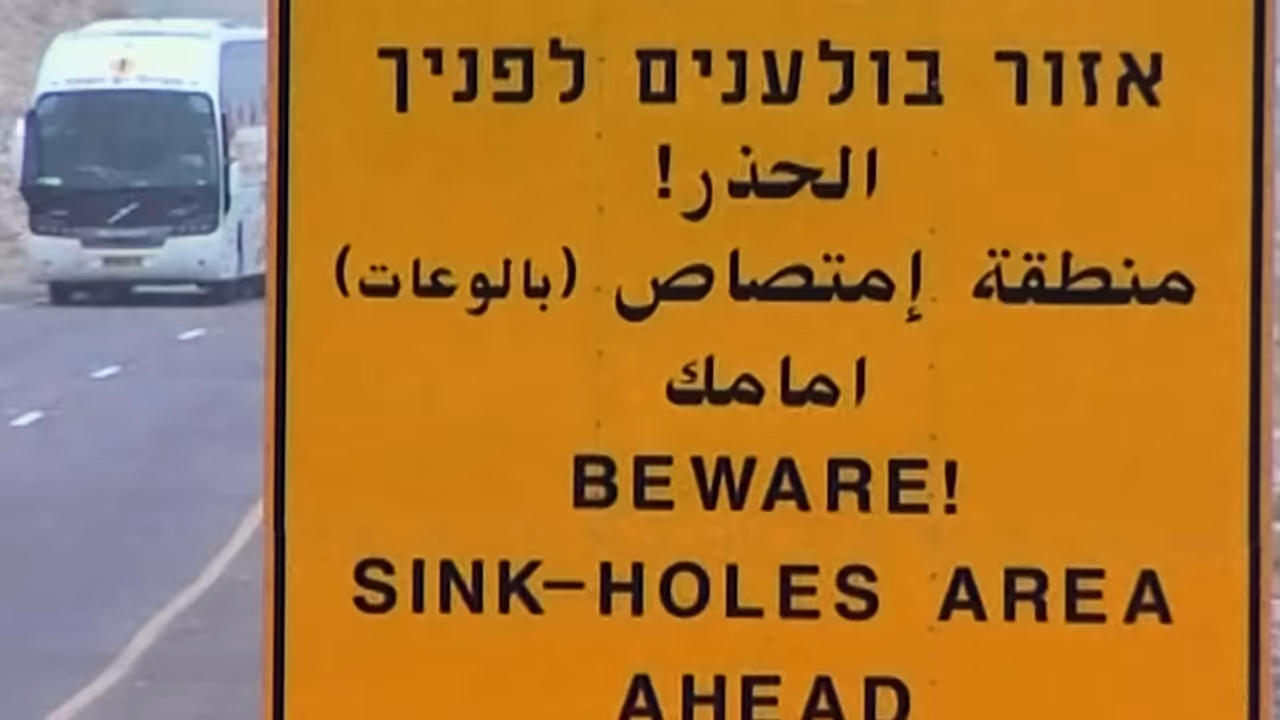 אזור בולענים לפניך
الحذر!
منطقة إمتصاص (بالوعات)
امامك
BEWARE!
SINK-HOLES AREA
AHEAD